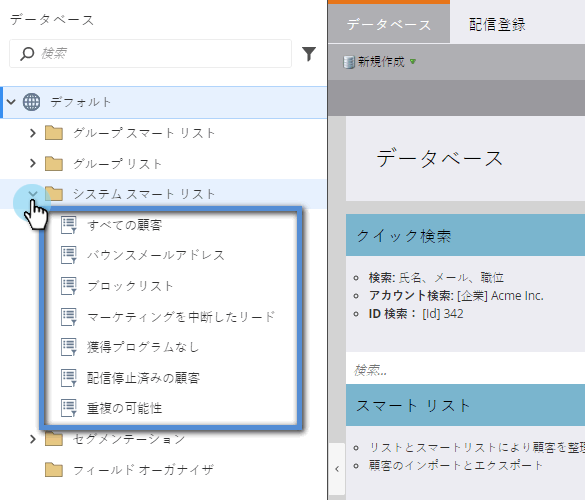 データベース
検索
デフォルト
グループ スマート リスト
グループ リスト
システム スマート リスト
すべての顧客
バウンスメールアドレス
ブロックリスト
マーケティングを中断したリード
獲得プログラムなし
配信停止済みの顧客
重複の可能性
セグメンテーション
フィールド オーガナイザ
データベース
配信登録
新規作成
データベース
クイック検索
検索: 氏名、メール、職位
アカウント検索: [企業] Acme Inc.
ID 検索： [Id] 342
検索...
スマート リスト
リストとスマートリストにより顧客を整理
顧客のインポートとエクスポート